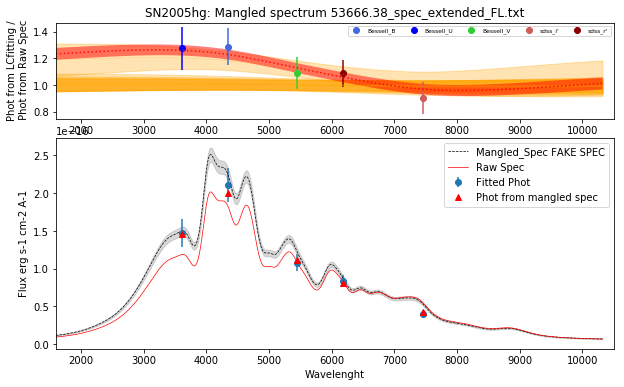 SN2005hg: Mangled spectrum 53666.38_spec_extended_FL.txt
Phot from LCfitting /
Phot from Raw Spec
1.4
1.2
1.0
0.8
Bessell_B
Bessell_U
Bessell_V
sdss_i'
sdss_r'
2000 3000 4000 5000 6000 7000 8000 9000 10000
1e-16
Flux erg s-1 cm-2 A-1
2.5
2.0
1.5
1.0
0.5
0.0
Mangled_Spec FAKE SPEC
Raw Spec
Fitted Phot
Phot from mangled spec
2000 3000 4000 5000 6000 7000 8000 9000 10000
Wavelenght